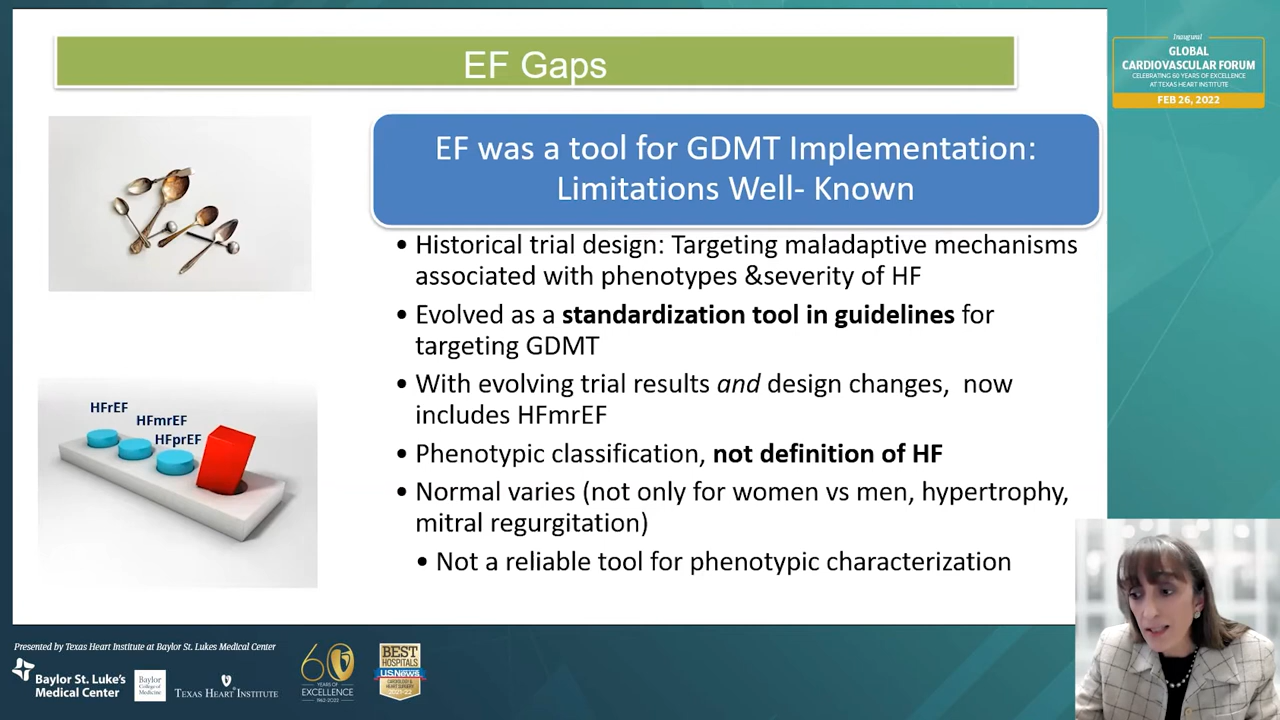 EF Gaps
Inaugural
GLOBAL
CARDIOVASCULAR FORUM
CELEBRATING 60 YEARS OF EXCELLENCE
AT TEXAS HEART INSTITUTE
FEB 26, 2022
EF was a tool for GDMT Implementation:
Limitations Well- Known
• Historical trial design: Targeting maladaptive mechanisms
associated with phenotypes &severity of HF
• Evolved as a standardization tool in guidelines for
targeting GDMT
• With evolving trial results and design changes, now
includes HFmrEF
• Phenotypic classification, not definition of HF
• Normal varies (not only for women vs men, hypertrophy,
mitral regurgitation)
• Not a reliable tool for phenotypic characterization
HFrEF
HFmrEF
HFprEF
Presented by Texas Heart Institute at Baylor St. Lukes Medical Center
Baylor St. Luke's
Medical Center
Baylor
College of
Medicine
TEXAS HEART INSTITUTE
60
YEARS OF
EXCELLENCE
1962-2022
BEST
HOSPITALS
U.S.News